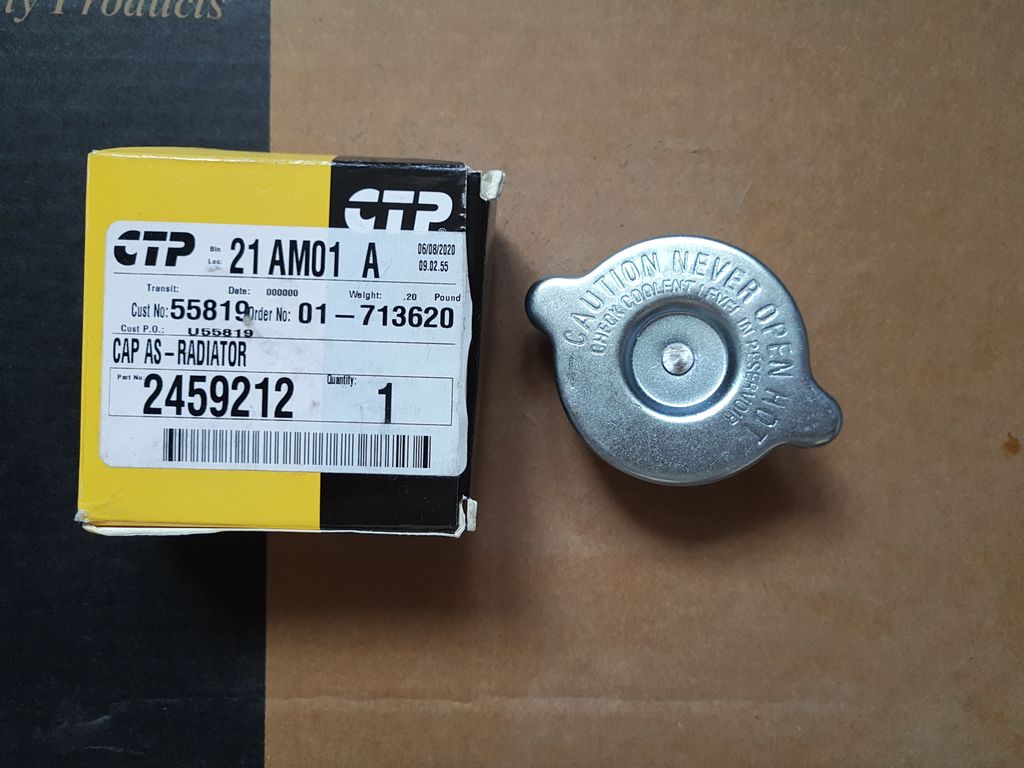 Products
CTP
CTP Bin Loc: 21 AM01 A 06/08/2020
09.02.55
Transit: Date: 000000 Weight: .20 Pound
Cust No: 55819 Order No: 01-713620
Cust P.O.: U55819
CAP AS-RADIATOR
Part No 2459212 Quantity: 1
CAUTION NEVER OPEN HOT
CHECK COOLENT LEVEL IN RESERVOIR